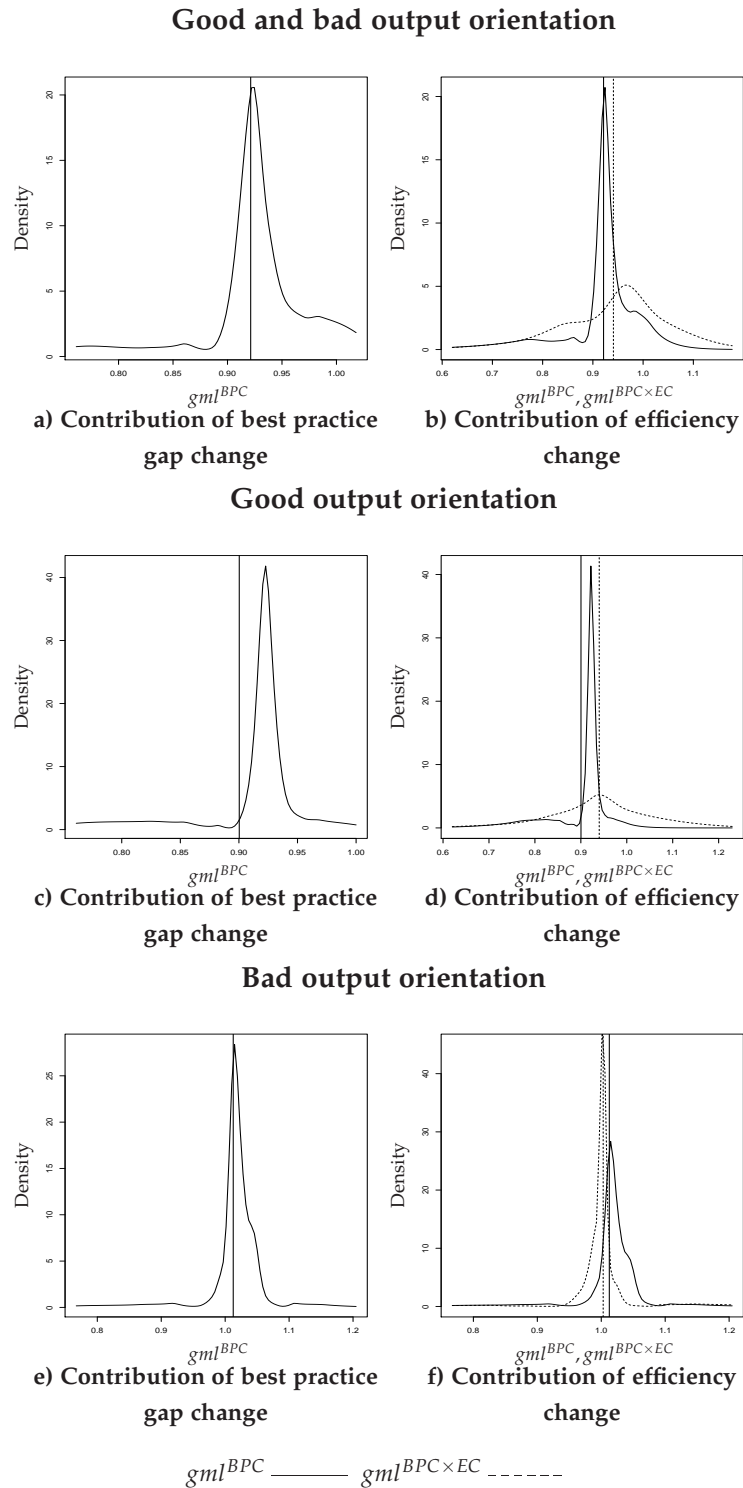 Good and bad output orientation
20
15
10
5
0
Density
0.80 0.85 0.90 0.95 1.00
gml^BPC
a) Contribution of best practice
gap change
20
15
10
5
0
Density
0.6 0.7 0.8 0.9 1.0 1.1
gml^BPC, gml^BPC×EC
b) Contribution of efficiency
change
Good output orientation
40
30
20
10
0
Density
0.80 0.85 0.90 0.95 1.00
gml^BPC
c) Contribution of best practice
gap change
40
30
20
10
0
Density
0.6 0.7 0.8 0.9 1.0 1.1 1.2
gml^BPC, gml^BPC×EC
d) Contribution of efficiency
change
Bad output orientation
25
20
15
10
5
0
Density
0.8 0.9 1.0 1.1 1.2
gml^BPC
e) Contribution of best practice
gap change
40
30
20
10
0
Density
0.8 0.9 1.0 1.1 1.2
gml^BPC, gml^BPC×EC
f) Contribution of efficiency
change
gml^BPC gml^BPC×EC